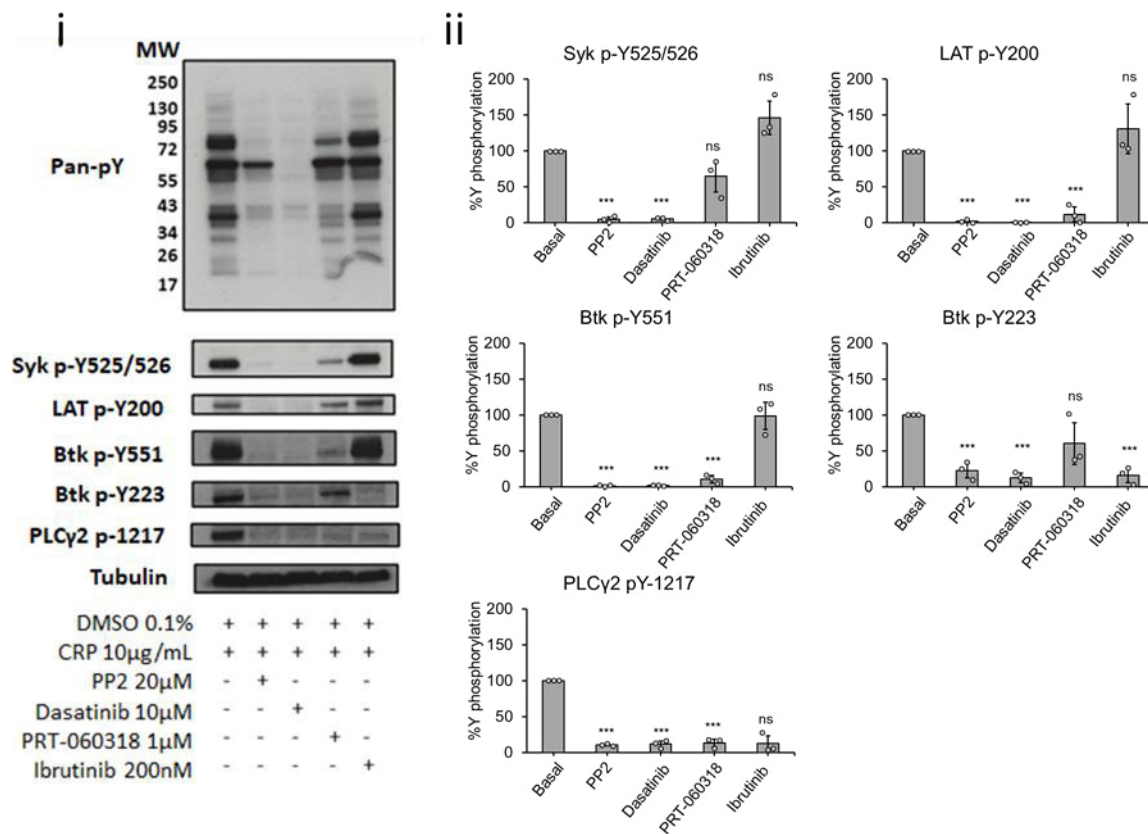 i
MW
250
130
95
72
55
43
34
26
17
Pan-pY
Syk p-Y525/526
LAT p-Y200
Btk p-Y551
Btk p-Y223
PLCγ2 p-1217
Tubulin
DMSO 0.1% + + + + +
CRP 10µg/mL + + + + +
PP2 20µM - + - - -
Dasatinib 10µM - - + - -
PRT-060318 1µM - - - + -
Ibrutinib 200nM - - - - +
ii
Syk p-Y525/526
%Y phosphorylation
200
150
100
50
0
*** *** ns ns
Basal PP2 Dasatinib PRT-060318 Ibrutinib
LAT p-Y200
%Y phosphorylation
200
150
100
50
0
*** *** *** ns
Basal PP2 Dasatinib PRT-060318 Ibrutinib
Btk p-Y551
%Y phosphorylation
200
150
100
50
0
*** *** *** ns
Basal PP2 Dasatinib PRT-060318 Ibrutinib
Btk p-Y223
%Y phosphorylation
200
150
100
50
0
*** *** ns ***
Basal PP2 Dasatinib PRT-060318 Ibrutinib
PLCγ2 pY-1217
%Y phosphorylation
200
150
100
50
0
*** *** *** ns
Basal PP2 Dasatinib PRT-060318 Ibrutinib